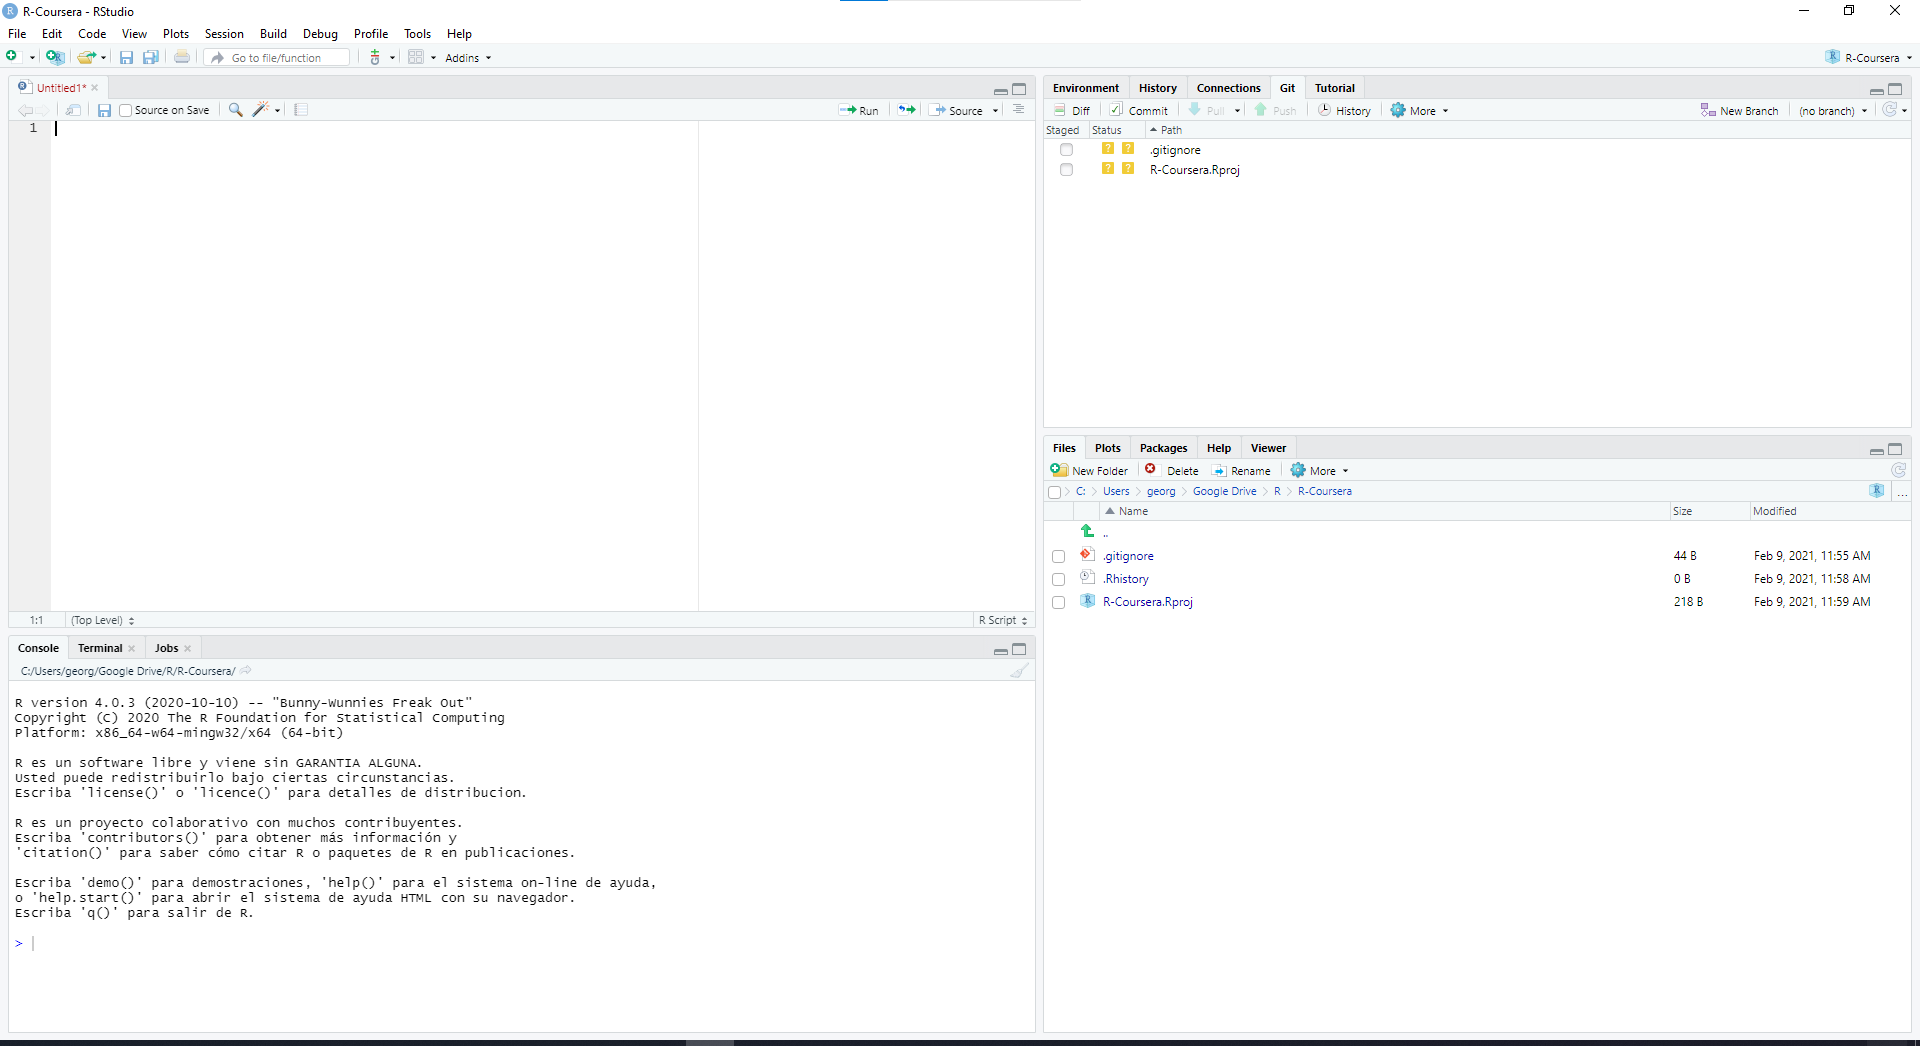 R-Coursera - RStudio
File Edit Code View Plots Session Build Debug Profile Tools Help
Go to file/function Addins R-Coursera
Untitled1*
Source on Save Run Source
1
1:1 (Top Level) R Script
Console Terminal Jobs
C:/Users/georg/Google Drive/R/R-Coursera/
R version 4.0.3 (2020-10-10) -- "Bunny-Wunnies Freak Out"
Copyright (C) 2020 The R Foundation for Statistical Computing
Platform: x86_64-w64-mingw32/x64 (64-bit)
R es un software libre y viene sin GARANTIA ALGUNA.
Usted puede redistribuirlo bajo ciertas circunstancias.
Escriba 'license()' o 'licence()' para detalles de distribucion.
R es un proyecto colaborativo con muchos contribuyentes.
Escriba 'contributors()' para obtener más información y
'citation()' para saber cómo citar R o paquetes de R en publicaciones.
Escriba 'demo()' para demostraciones, 'help()' para el sistema on-line de ayuda,
o 'help.start()' para abrir el sistema de ayuda HTML con su navegador.
Escriba 'q()' para salir de R.
>
Environment History Connections Git Tutorial
Diff Commit Pull Push History More New Branch (no branch)
Staged Status Path
? ? .gitignore
? ? R-Coursera.Rproj
Files Plots Packages Help Viewer
New Folder Delete Rename More
C: Users georg Google Drive R R-Coursera ...
Name Size Modified
..
.gitignore 44 B Feb 9, 2021, 11:55 AM
.Rhistory 0 B Feb 9, 2021, 11:58 AM
R-Coursera.Rproj 218 B Feb 9, 2021, 11:59 AM